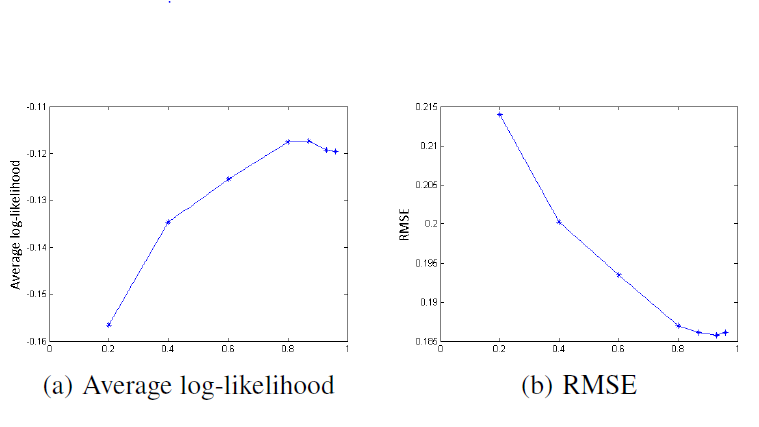 -0.11
-0.12
-0.13
-0.14
-0.15
-0.16
Average log-likelihood
0 0.2 0.4 0.6 0.8 1
(a) Average log-likelihood
0.215
0.21
0.205
0.2
0.195
0.19
0.185
RMSE
0 0.2 0.4 0.6 0.8 1
(b) RMSE